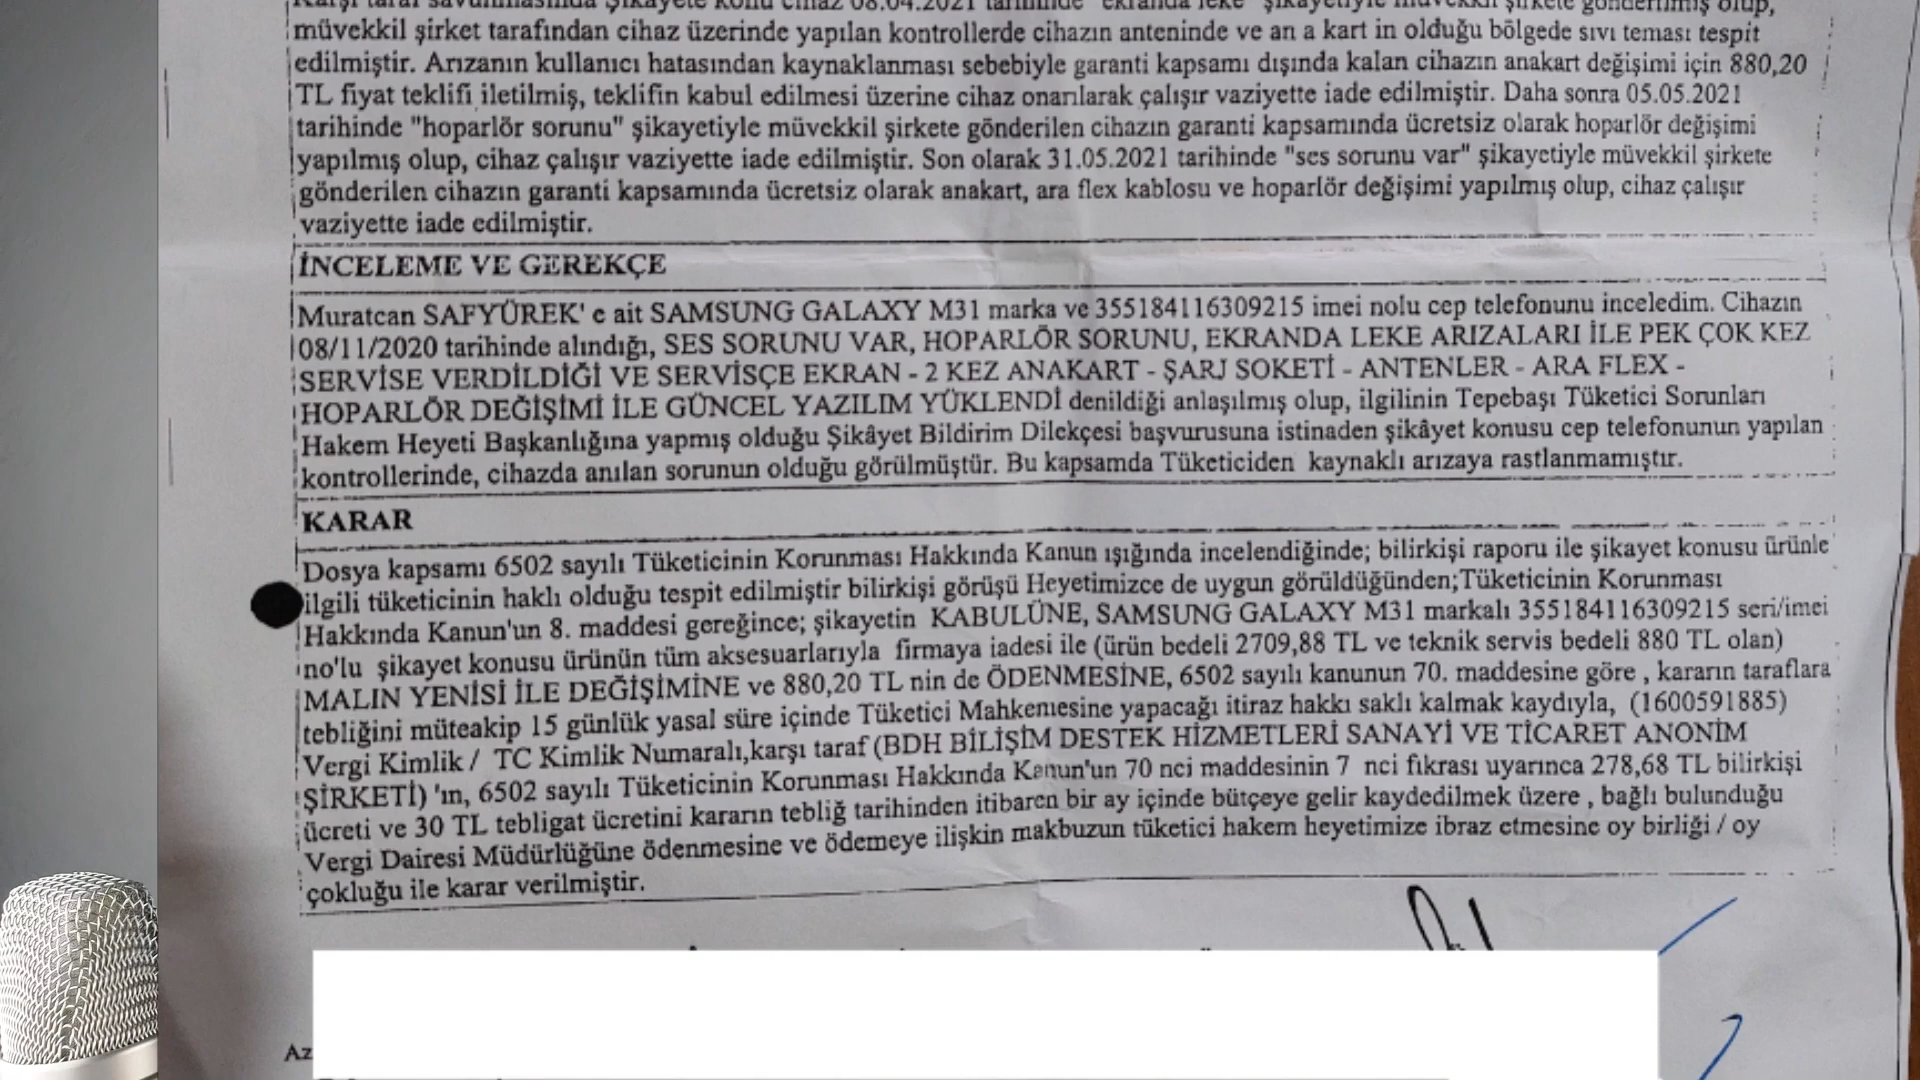 Karşı taraf savunmasında Şikayete konu cihaz 08.04.2021 tarihinde "ekranda leke" şikayetiyle müvekkil şirkete gönderilmiş olup,
müvekkil şirket tarafından cihaz üzerinde yapılan kontrollerde cihazın anteninde ve an a kart in olduğu bölgede sıvı teması tespit
edilmiştir. Arızanın kullanıcı hatasından kaynaklanması sebebiyle garanti kapsamı dışında kalan cihazın anakart değişimi için 880,20
TL fiyat teklifi iletilmiş, teklifin kabul edilmesi üzerine cihaz onarılarak çalışır vaziyette iade edilmiştir. Daha sonra 05.05.2021
tarihinde "hoparlör sorunu" şikayetiyle müvekkil şirkete gönderilen cihazın garanti kapsamında ücretsiz olarak hoparlör değişimi
yapılmış olup, cihaz çalışır vaziyette iade edilmiştir. Son olarak 31.05.2021 tarihinde "ses sorunu var" şikayetiyle müvekkil şirkete
gönderilen cihazın garanti kapsamında ücretsiz olarak anakart, ara flex kablosu ve hoparlör değişimi yapılmış olup, cihaz çalışır
vaziyette iade edilmiştir.
İNCELEME VE GEREKÇE
Muratcan SAFYÜREK' e ait SAMSUNG GALAXY M31 marka ve 355184116309215 imei nolu cep telefonunu inceledim. Cihazın
08/11/2020 tarihinde alındığı, SES SORUNU VAR, HOPARLÖR SORUNU, EKRANDA LEKE ARIZALARI İLE PEK ÇOK KEZ
SERVİSE VERDİLDİĞİ VE SERVİSÇE EKRAN - 2 KEZ ANAKART - ŞARJ SOKETİ - ANTENLER - ARA FLEX -
HOPARLÖR DEĞİŞİMİ İLE GÜNCEL YAZILIM YÜKLENDİ denildiği anlaşılmış olup, ilgilinin Tepebaşı Tüketici Sorunları
Hakem Heyeti Başkanlığına yapmış olduğu Şikâyet Bildirim Dilekçesi başvurusuna istinaden şikâyet konusu cep telefonunun yapılan
kontrollerinde, cihazda anılan sorunun olduğu görülmüştür. Bu kapsamda Tüketiciden kaynaklı arızaya rastlanmamıştır.
KARAR
Dosya kapsamı 6502 sayılı Tüketicinin Korunması Hakkında Kanun ışığında incelendiğinde; bilirkişi raporu ile şikayet konusu ürünle
ilgili tüketicinin haklı olduğu tespit edilmiştir bilirkişi görüşü Heyetimizce de uygun görüldüğünden;Tüketicinin Korunması
Hakkında Kanun'un 8. maddesi gereğince; şikayetin KABULÜNE, SAMSUNG GALAXY M31 markalı 355184116309215 seri/imei
no'lu şikayet konusu ürünün tüm aksesuarlarıyla firmaya iadesi ile (ürün bedeli 2709,88 TL ve teknik servis bedeli 880 TL olan)
MALIN YENİSİ İLE DEĞİŞİMİNE ve 880,20 TL nin de ÖDENMESİNE, 6502 sayılı kanunun 70. maddesine göre , kararın taraflara
tebliğini müteakip 15 günlük yasal süre içinde Tüketici Mahkemesine yapacağı itiraz hakkı saklı kalmak kaydıyla, (1600591885)
Vergi Kimlik / TC Kimlik Numaralı,karşı taraf (BDH BİLİŞİM DESTEK HİZMETLERİ SANAYİ VE TİCARET ANONİM
ŞİRKETİ) 'ın, 6502 sayılı Tüketicinin Korunması Hakkında Kanun'un 70 nci maddesinin 7 nci fıkrası uyarınca 278,68 TL bilirkişi
ücreti ve 30 TL tebligat ücretini kararın tebliğ tarihinden itibaren bir ay içinde bütçeye gelir kaydedilmek üzere , bağlı bulunduğu
Vergi Dairesi Müdürlüğüne ödenmesine ve ödemeye ilişkin makbuzun tüketici hakem heyetimize ibraz etmesine oy birliği / oy
çokluğu ile karar verilmiştir.
Az